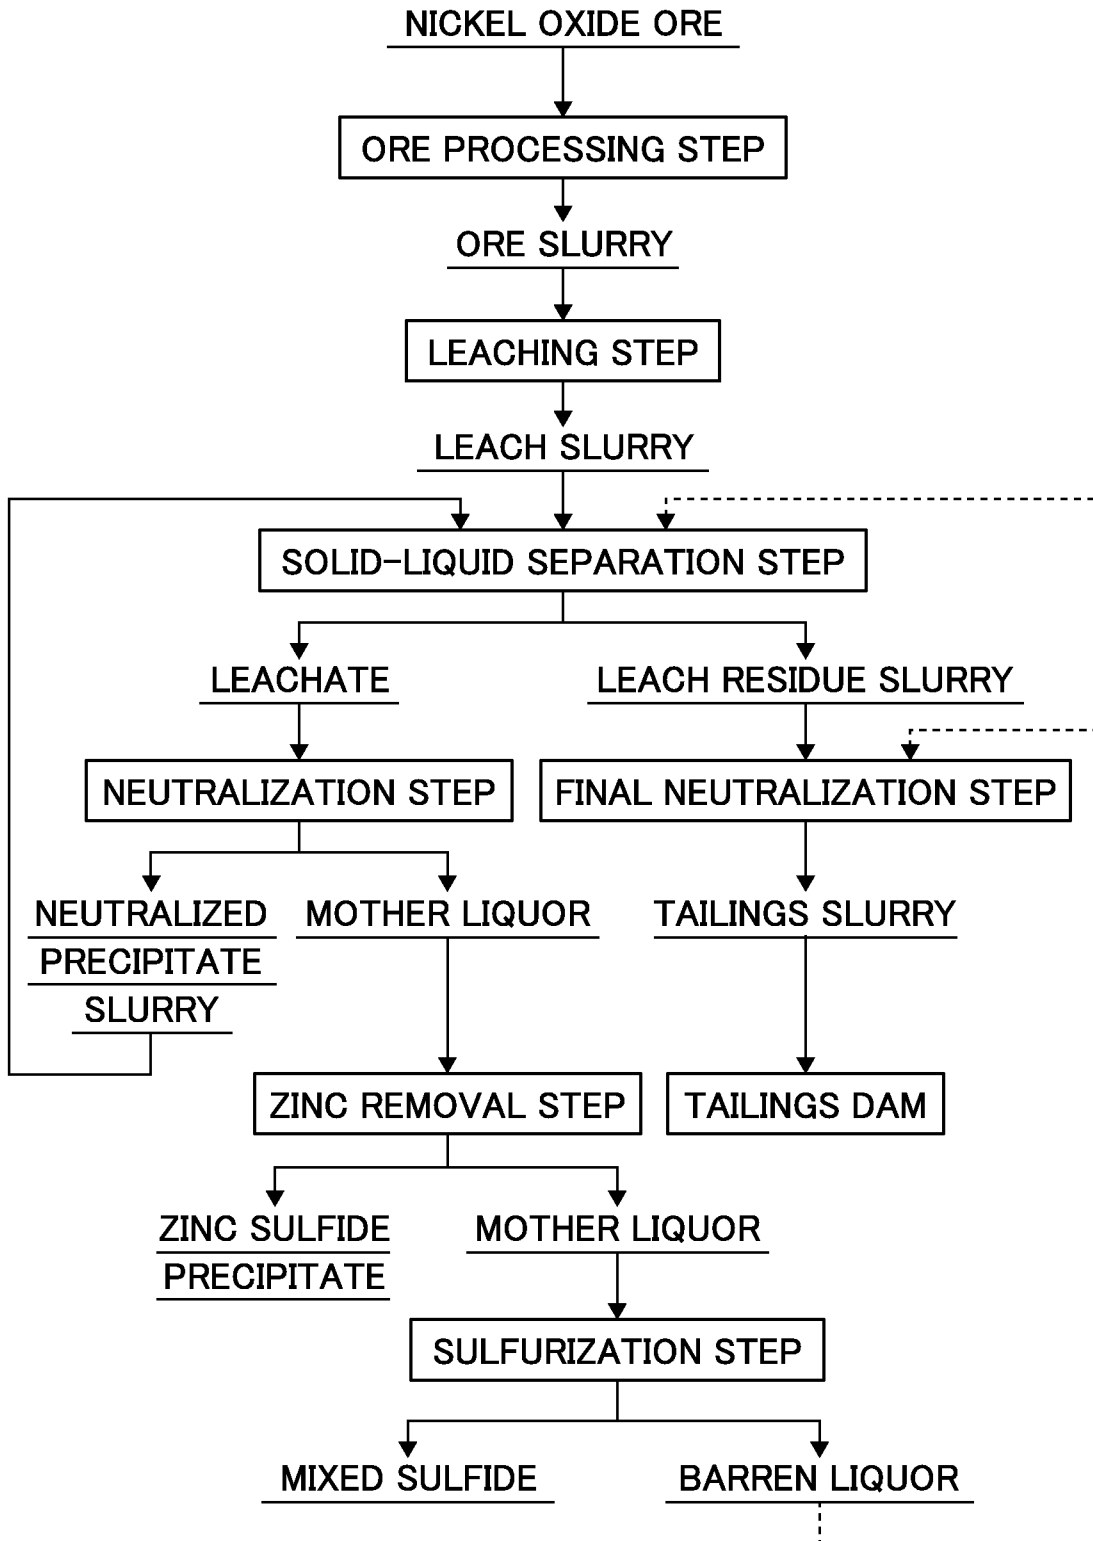 NICKEL OXIDE ORE
ORE PROCESSING STEP
ORE SLURRY
LEACHING STEP
LEACH SLURRY
SOLID-LIQUID SEPARATION STEP
LEACHATE
LEACH RESIDUE SLURRY
NEUTRALIZATION STEP
FINAL NEUTRALIZATION STEP
NEUTRALIZED
PRECIPITATE
SLURRY
MOTHER LIQUOR
TAILINGS SLURRY
ZINC REMOVAL STEP
TAILINGS DAM
ZINC SULFIDE
PRECIPITATE
MOTHER LIQUOR
SULFURIZATION STEP
MIXED SULFIDE
BARREN LIQUOR